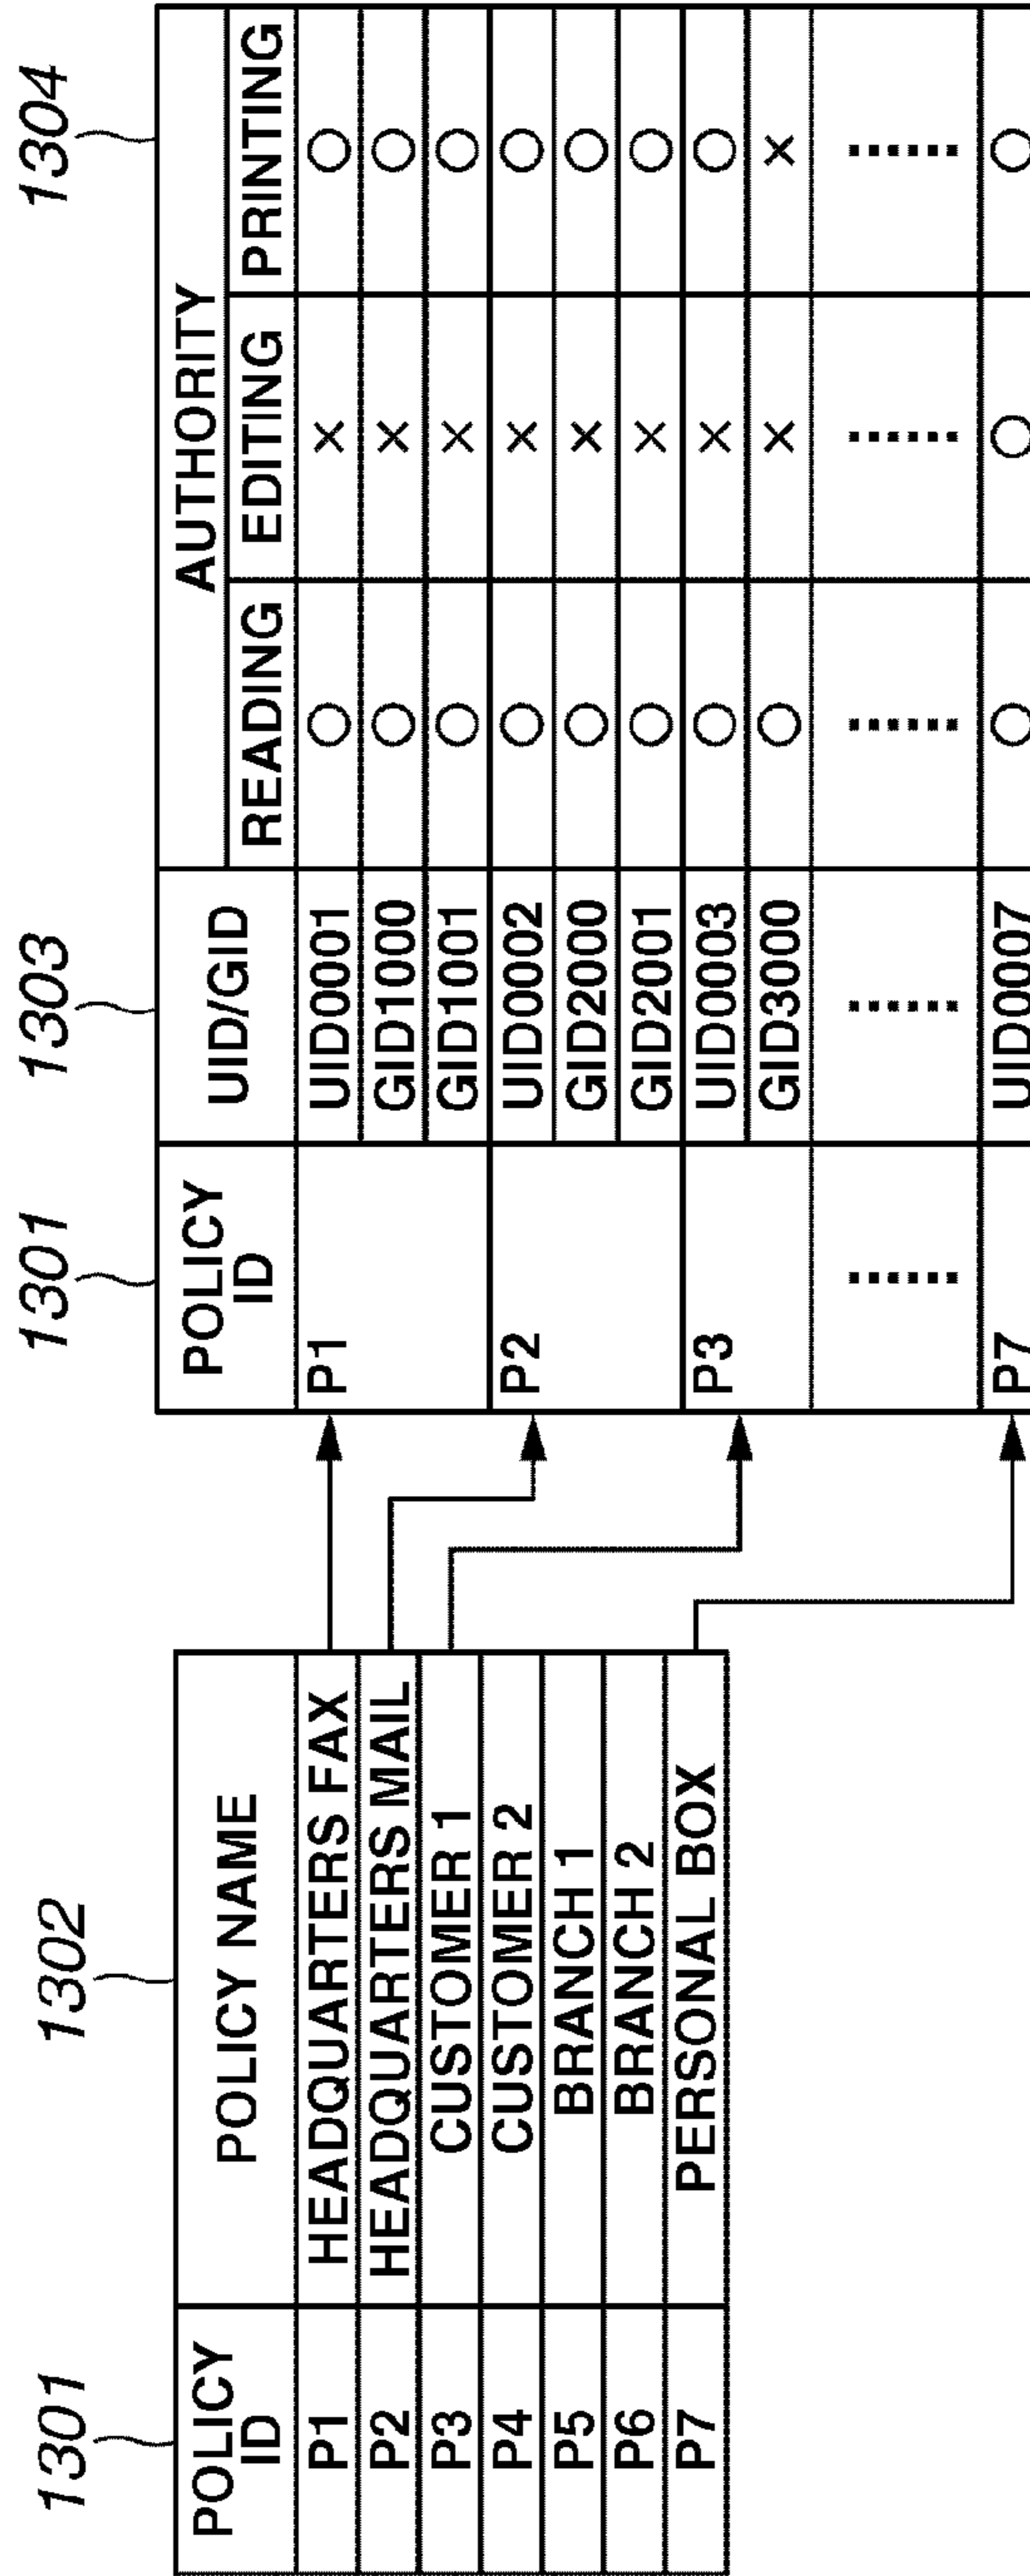 1301
1302
POLICY
ID
POLICY NAME
P1 HEADQUARTERS FAX
P2 HEADQUARTERS MAIL
P3 CUSTOMER 1
P4 CUSTOMER 2
P5 BRANCH 1
P6 BRANCH 2
P7 PERSONAL BOX
1301
1303
1304
POLICY
ID
UID/GID
AUTHORITY
READING EDITING PRINTING
P1 UID0001 ○ × ○
GID1000 ○ × ○
GID1001 ○ × ○
P2 UID0002 ○ × ○
GID2000 ○ × ○
GID2001 ○ × ○
P3 UID0003 ○ × ○
GID3000 ○ × ×
...... ...... ...... ...... ......
P7 UID0007 ○ ○ ○